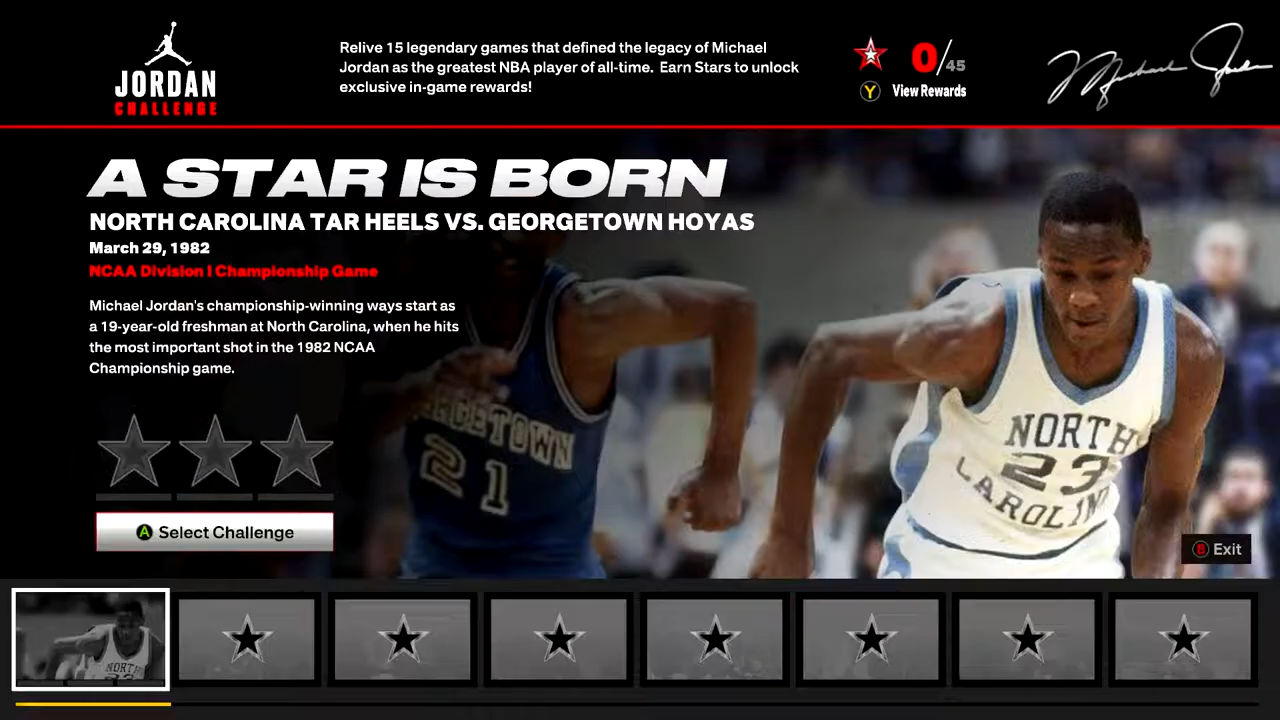 JORDAN
CHALLENGE
Relive 15 legendary games that defined the legacy of Michael
Jordan as the greatest NBA player of all-time. Earn Stars to unlock
exclusive in-game rewards!
0/45
Y View Rewards
Michael Jordan
A STAR IS BORN
NORTH CAROLINA TAR HEELS VS. GEORGETOWN HOYAS
March 29, 1982
NCAA Division I Championship Game
Michael Jordan's championship-winning ways start as
a 19-year-old freshman at North Carolina, when he hits
the most important shot in the 1982 NCAA
Championship game.
GEORGETOWN
21
NORTH
23
CAROLINA
A Select Challenge
B Exit
NORTH